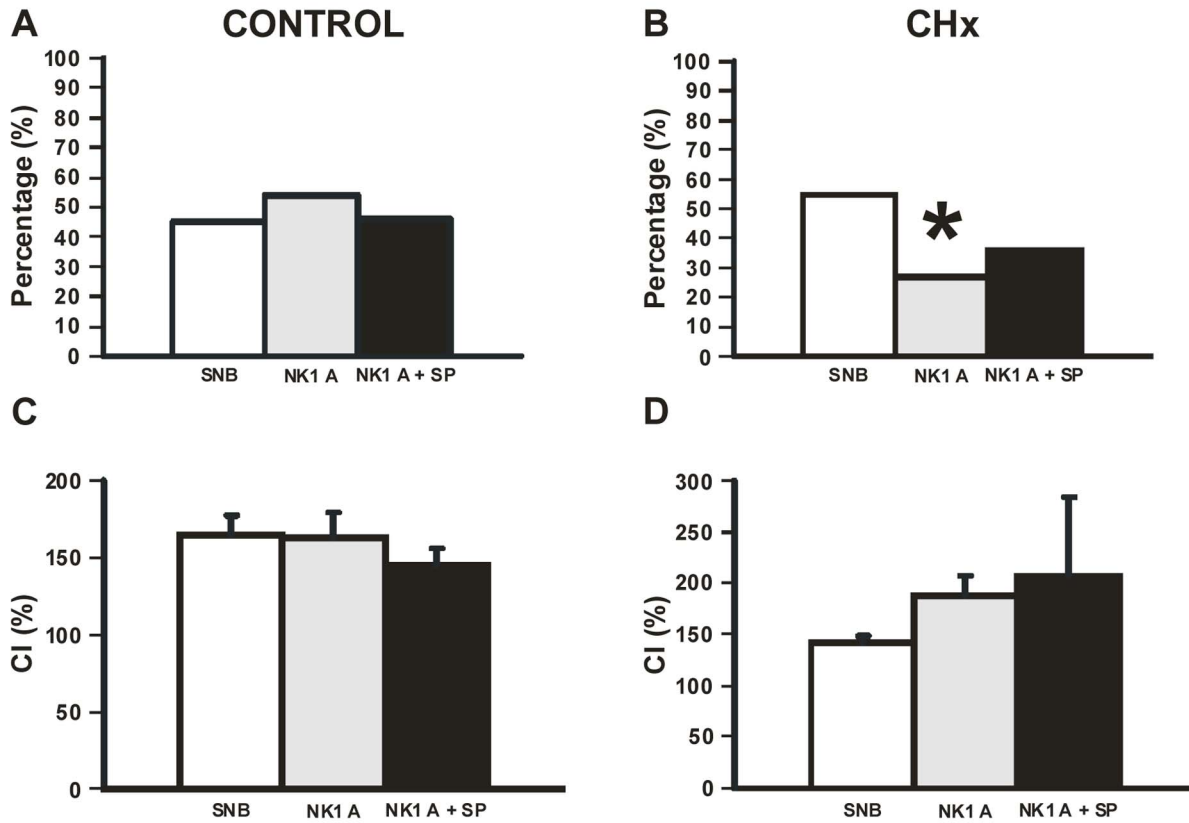 A CONTROL
Percentage (%)
100
90
80
70
60
50
40
30
20
10
0
SNB NK1 A NK1 A + SP
B CHx
Percentage (%)
100
90
80
70
60
50
40
30
20
10
0
*
SNB NK1 A NK1 A + SP
C
CI (%)
200
150
100
50
0
SNB NK1 A NK1 A + SP
D
CI (%)
300
250
200
150
100
50
0
SNB NK1 A NK1 A + SP